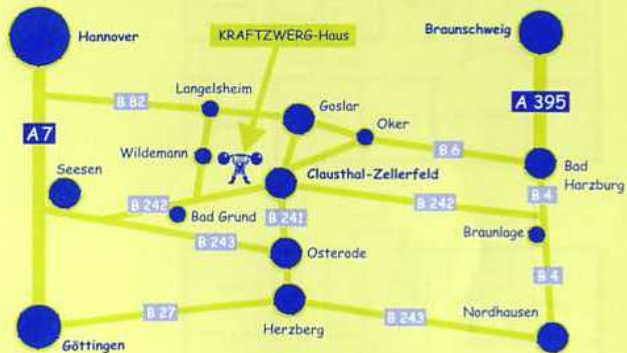 Hannover
KRAFTZWERG-Haus
Braunschweig
Langelsheim
B 82
Goslar
A 395
Oker
A7
Wildemann
B 6
Seesen
Clausthal-Zellerfeld
Bad
Harzburg
B 242
Bad Grund
B 241
B 242
B 4
B 243
Braunlage
Osterode
B 4
B 27
Herzberg
B 243
Nordhausen
Göttingen